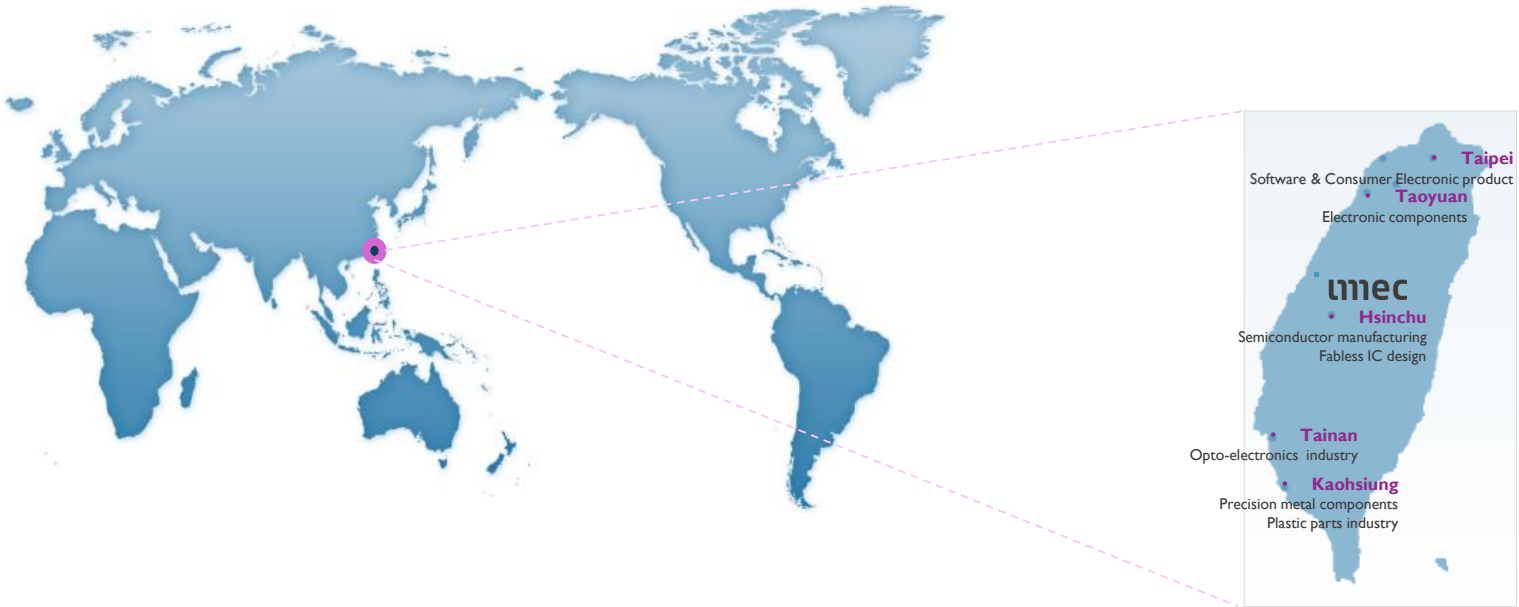 Taipei
Software & Consumer Electronic product
Taoyuan
Electronic components
imec
Hsinchu
Semiconductor manufacturing
Fabless IC design
Tainan
Opto-electronics industry
Kaohsiung
Precision metal components
Plastic parts industry